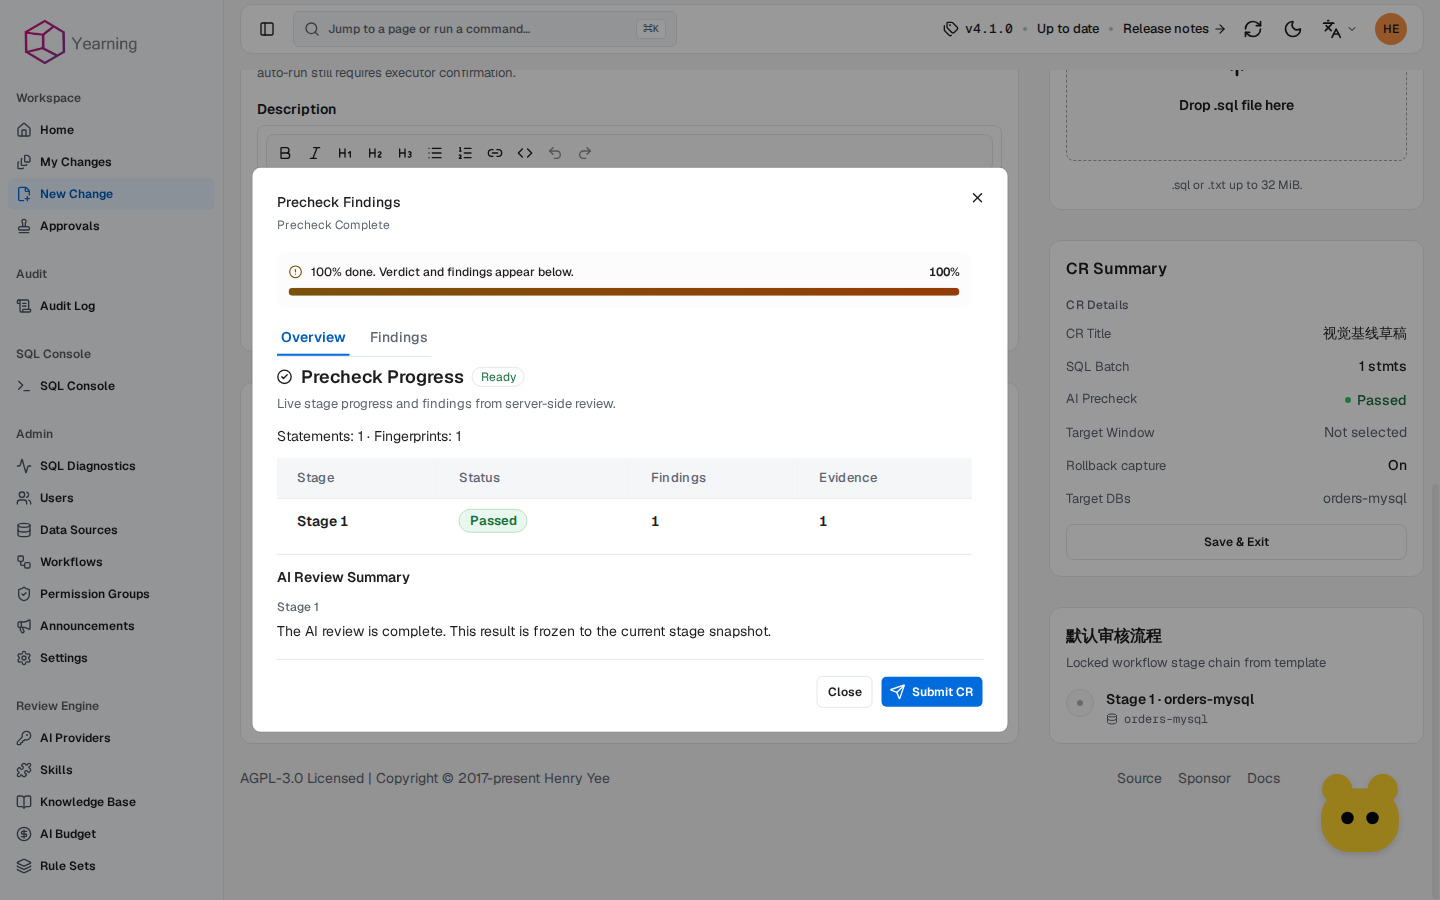 Yearning
Workspace
Home
My Changes
New Change
Approvals
Audit
Audit Log
SQL Console
SQL Console
Admin
SQL Diagnostics
Users
Data Sources
Workflows
Permission Groups
Announcements
Settings
Review Engine
AI Providers
Skills
Knowledge Base
AI Budget
Rule Sets
Jump to a page or run a command...
⌘K
v4.1.0 • Up to date • Release notes →
HE
auto-run still requires executor confirmation.
Description
B I H1 H2 H3
Precheck Findings
Precheck Complete
100% done. Verdict and findings appear below. 100%
Overview Findings
Precheck Progress Ready
Live stage progress and findings from server-side review.
Statements: 1 · Fingerprints: 1
Stage Status Findings Evidence
Stage 1 Passed 1 1
AI Review Summary
Stage 1
The AI review is complete. This result is frozen to the current stage snapshot.
Close Submit CR
Drop .sql file here
.sql or .txt up to 32 MiB.
CR Summary
CR Details
CR Title 视觉基线草稿
SQL Batch 1 stmts
AI Precheck Passed
Target Window Not selected
Rollback capture On
Target DBs orders-mysql
Save & Exit
默认审核流程
Locked workflow stage chain from template
Stage 1 · orders-mysql
orders-mysql
AGPL-3.0 Licensed | Copyright © 2017-present Henry Yee
Source Sponsor Docs